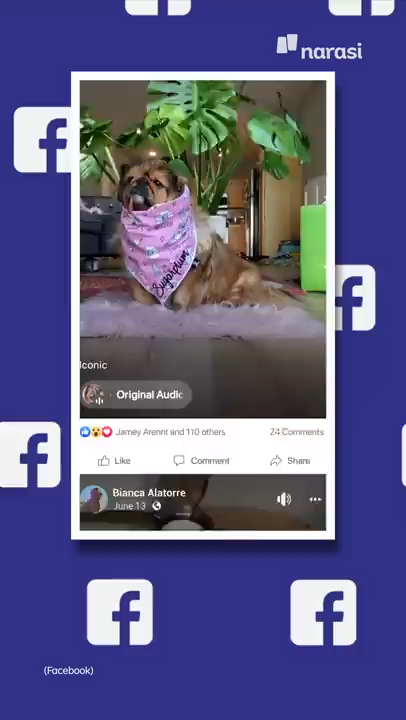 narasi
Sugarplum
Iconic
Original Audio
Jamey Arennt and 110 others
24 Comments
Like
Comment
Share
Bianca Alatorre
June 13
(Facebook)